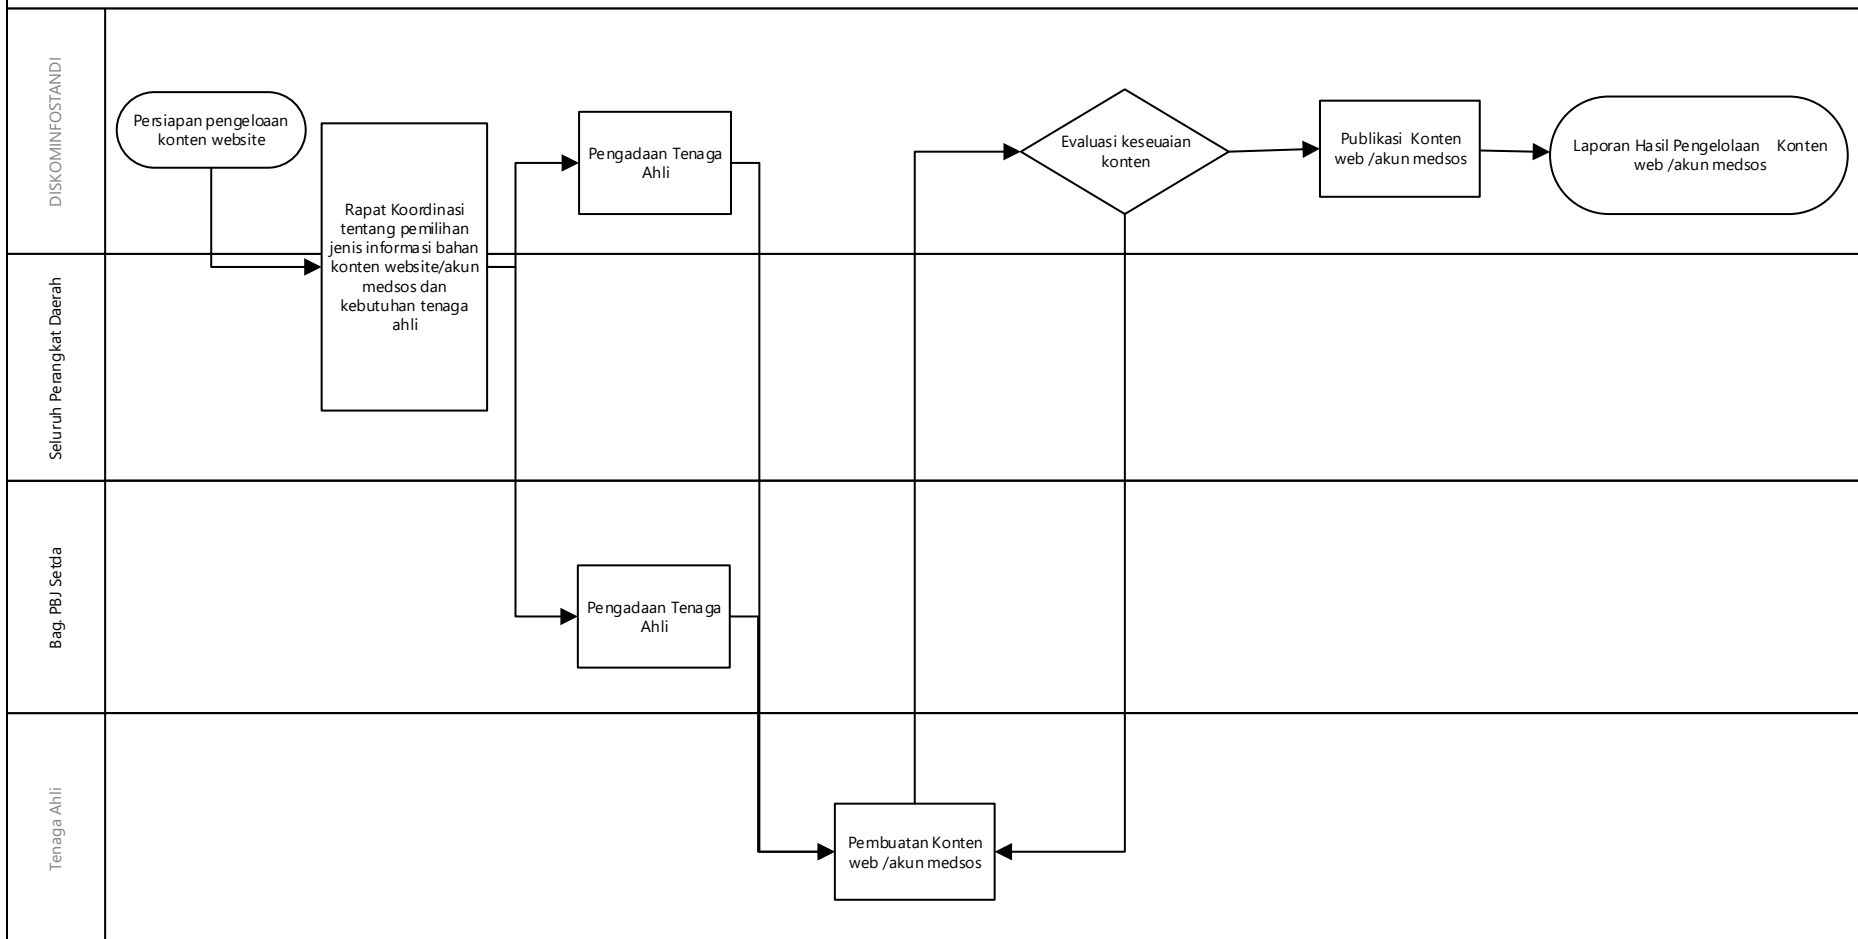 DISKOMINFOSTANDI
Persiapan pengeloaan
konten website
Rapat Koordinasi
tentang pemilihan
jenis informasi bahan
konten website/akun
medsos dan
kebutuhan tenaga
ahli
Pengadaan Tenaga
Ahli
Evaluasi keseuaian
konten
Publikasi Konten
web /akun medsos
Laporan Hasil Pengelolaan Konten
web /akun medsos
Seluruh Perangkat Daerah
Bag. PBJ Setda
Pengadaan Tenaga
Ahli
Tenaga Ahli
Pembuatan Konten
web /akun medsos